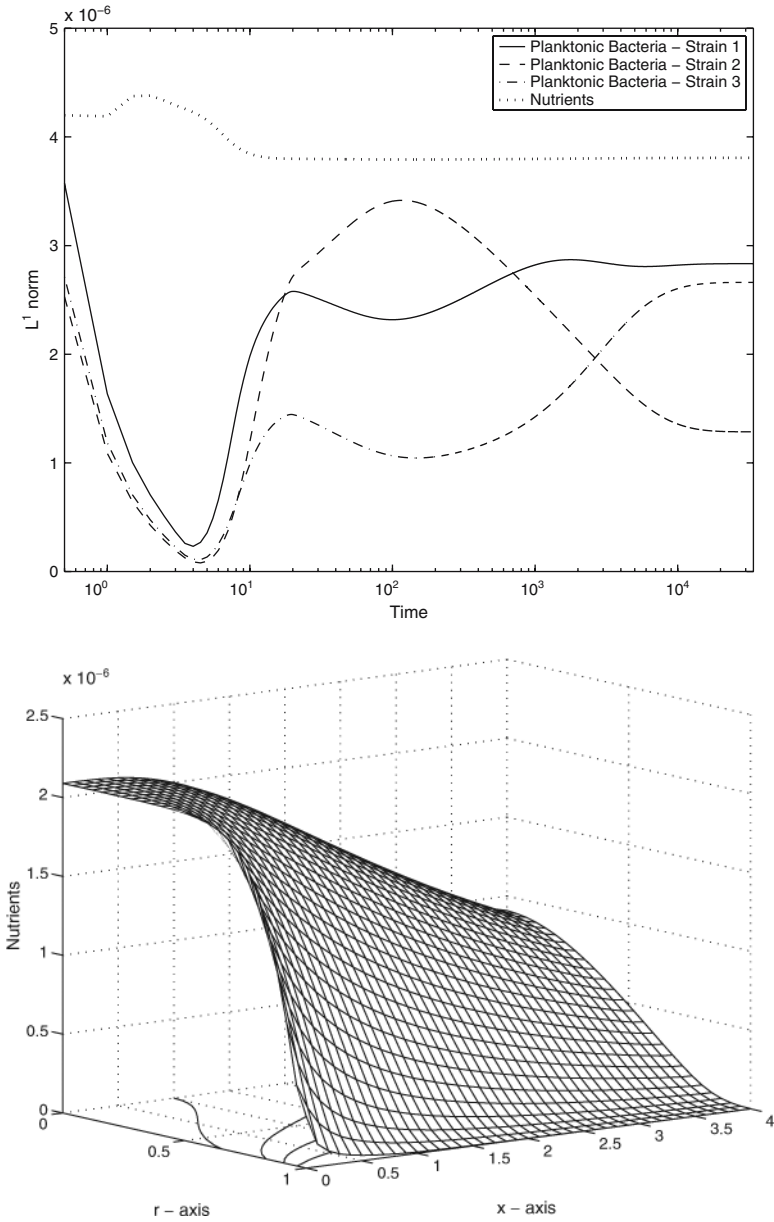 x 10⁻⁶
5
4
3
2
1
0
L¹ norm
Planktonic Bacteria – Strain 1
Planktonic Bacteria – Strain 2
Planktonic Bacteria – Strain 3
Nutrients
10⁰
10¹
10²
10³
10⁴
Time
x 10⁻⁶
2.5
2
1.5
1
0.5
0
Nutrients
0
0.5
1
r – axis
0
0.5
1
1.5
2
2.5
3
3.5
4
x – axis